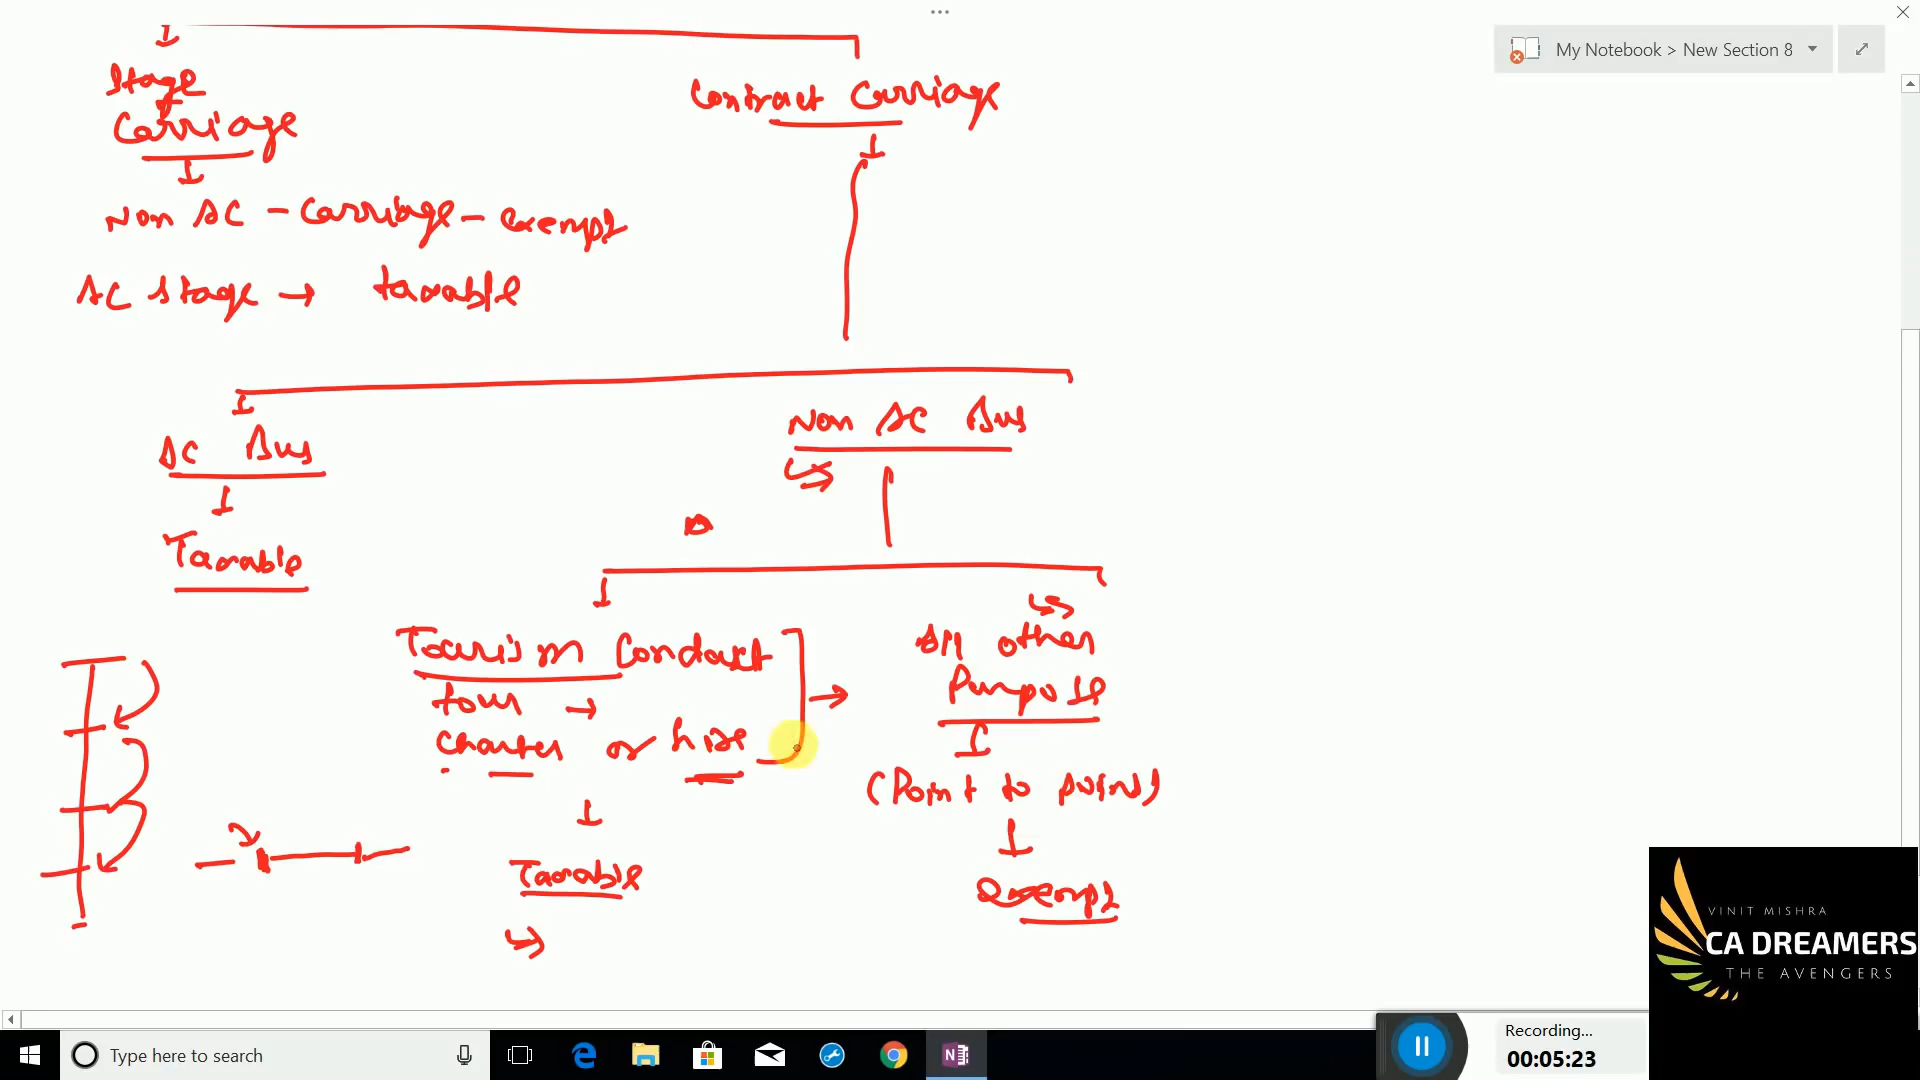 My Notebook > New Section 8
Stage
Carriage
Contract Carriage
Non AC - Carriage - exempt
AC Stage → taxable
AC Bus
Taxable
Non AC Bus
Tourism Conduct
tour →
Charter or hire
Taxable
All other
Purpose
(Point to point)
exempt
VINIT MISHRA
CA DREAMERS
THE AVENGERS
Type here to search
Recording...
00:05:23